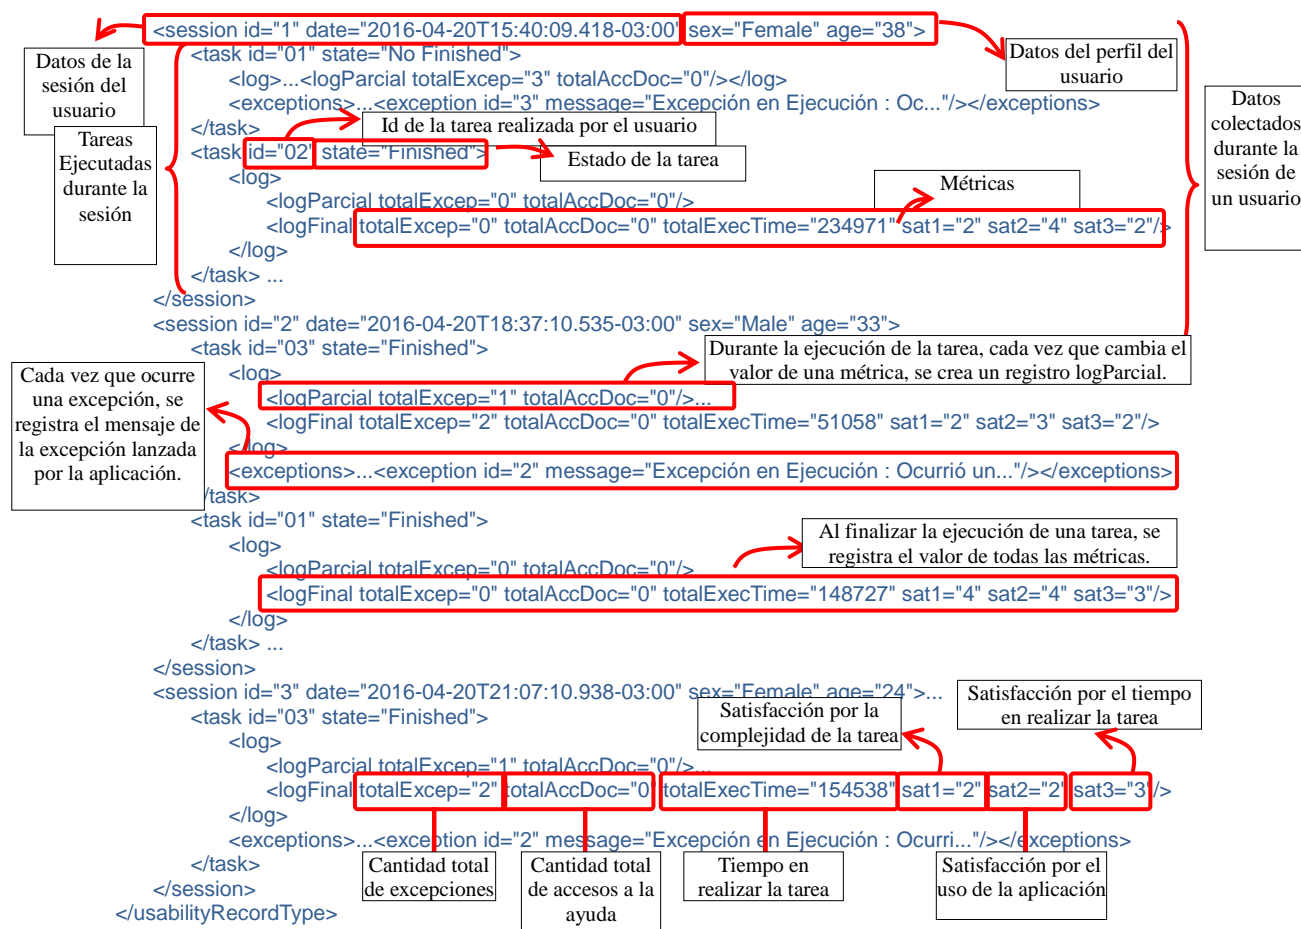 <session id="1" date="2016-04-20T15:40:09.418-03:00" sex="Female" age="38">
Datos de la
sesión del
usuario
Datos del perfil del
usuario
<task id="01" state="No Finished">
<log>...<logParcial totalExcep="3" totalAccDoc="0"/></log>
<exceptions>...<exception id="3" message="Excepción en Ejecución : Oc..."/></exceptions>
</task>
Datos
colectados
durante la
sesión de
un usuario
Id de la tarea realizada por el usuario
Tareas
Ejecutadas
durante la
sesión
<task id="02" state="Finished">
Estado de la tarea
<log>
Métricas
<logParcial totalExcep="0" totalAccDoc="0"/>
<logFinal totalExcep="0" totalAccDoc="0" totalExecTime="234971" sat1="2" sat2="4" sat3="2"/>
</log>
</task> ...
</session>
<session id="2" date="2016-04-20T18:37:10.535-03:00" sex="Male" age="33">
<task id="03" state="Finished">
Durante la ejecución de la tarea, cada vez que cambia el
valor de una métrica, se crea un registro logParcial.
<log>
Cada vez que ocurre
una excepción, se
registra el mensaje de
la excepción lanzada
por la aplicación.
<logParcial totalExcep="1" totalAccDoc="0"/>...
<logFinal totalExcep="2" totalAccDoc="0" totalExecTime="51058" sat1="2" sat2="3" sat3="2"/>
</log>
<exceptions>...<exception id="2" message="Excepción en Ejecución : Ocurrió un..."/></exceptions>
</task>
<task id="01" state="Finished">
Al finalizar la ejecución de una tarea, se
registra el valor de todas las métricas.
<log>
<logParcial totalExcep="0" totalAccDoc="0"/>
<logFinal totalExcep="0" totalAccDoc="0" totalExecTime="148727" sat1="4" sat2="4" sat3="3"/>
</log>
</task> ...
</session>
<session id="3" date="2016-04-20T21:07:10.938-03:00" sex="Female" age="24">...
<task id="03" state="Finished">
Satisfacción por la
complejidad de la tarea
Satisfacción por el tiempo
en realizar la tarea
<log>
<logParcial totalExcep="1" totalAccDoc="0"/>...
<logFinal totalExcep="2" totalAccDoc="0" totalExecTime="154538" sat1="2" sat2="2" sat3="3"/>
</log>
<exceptions>...<exception id="2" message="Excepción en Ejecución : Ocurri..."/></exceptions>
</task>
Cantidad total
de excepciones
Cantidad total
de accesos a la
ayuda
Tiempo en
realizar la tarea
Satisfacción por el
uso de la aplicación
</session>
</usabilityRecordType>